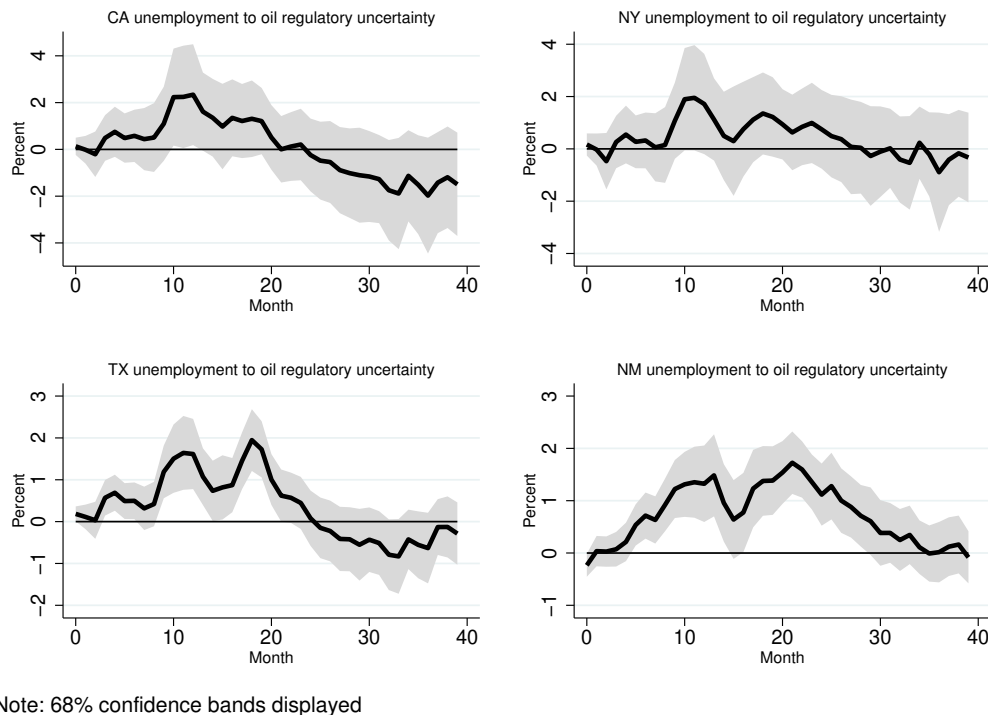 CA unemployment to oil regulatory uncertainty
Percent
4
2
0
−2
−4
0 10 20 30 40
Month
NY unemployment to oil regulatory uncertainty
Percent
4
2
0
−2
−4
0 10 20 30 40
Month
TX unemployment to oil regulatory uncertainty
Percent
3
2
1
0
−1
−2
0 10 20 30 40
Month
NM unemployment to oil regulatory uncertainty
Percent
3
2
1
0
−1
0 10 20 30 40
Month
Note: 68% confidence bands displayed